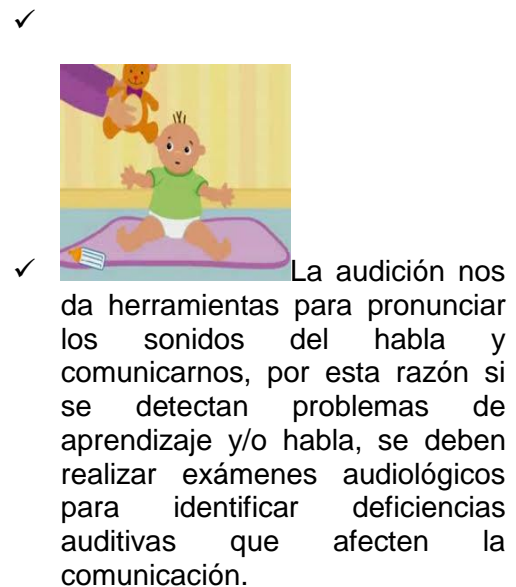 ✓
✓ La audición nos
da herramientas para pronunciar
los sonidos del habla y
comunicarnos, por esta razón si
se detectan problemas de
aprendizaje y/o habla, se deben
realizar exámenes audiológicos
para identificar deficiencias
auditivas que afecten la
comunicación.